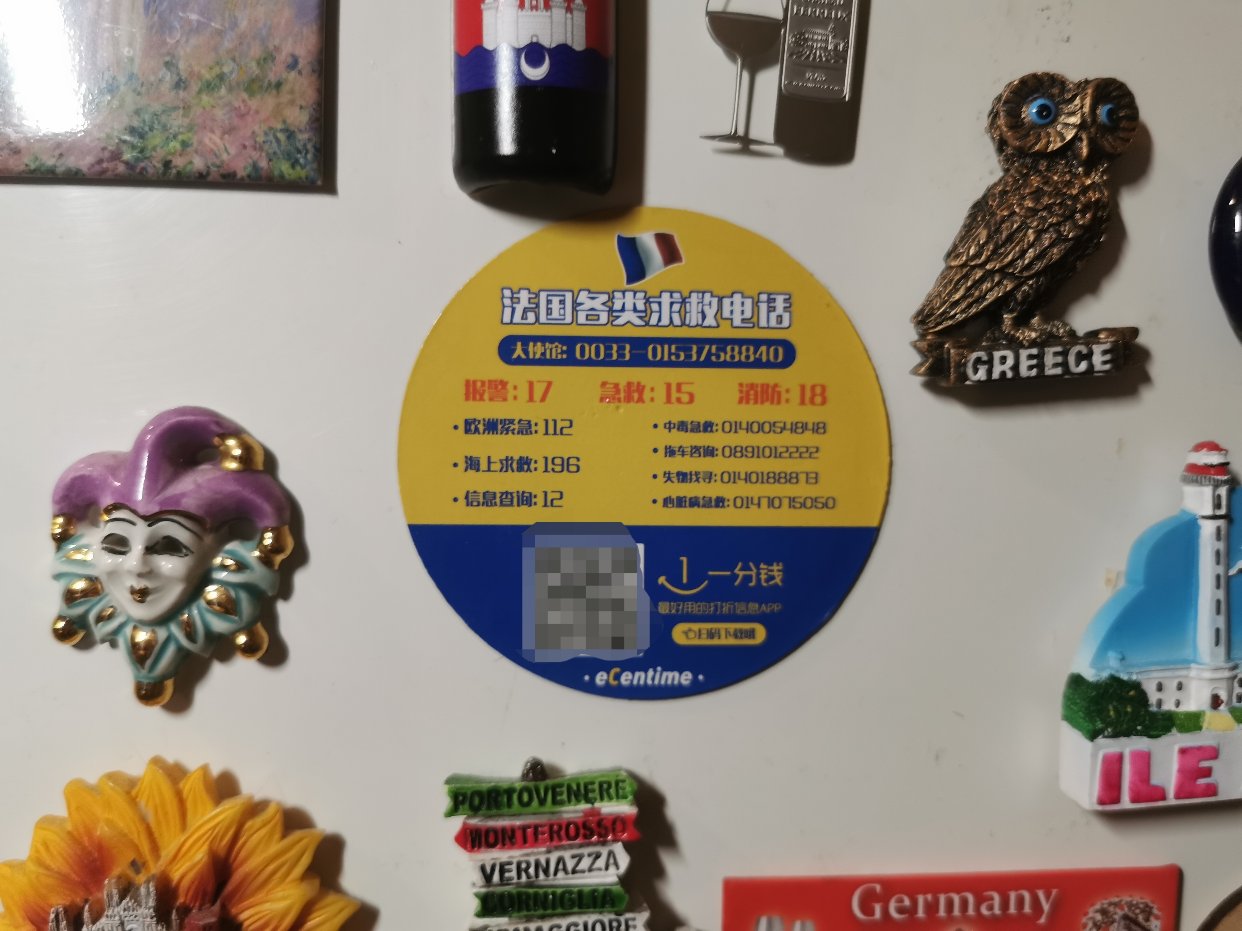 法国各类求救电话
大使馆: 0033-0153758840
报警: 17 急救: 15 消防: 18
·欧洲紧急: 112
·海上求救: 196
·信息查询: 12
·中毒急救: 0140054848
·拖车咨询: 0891012222
·失物找寻: 0140188873
·心脏病急救: 0147075050
1 一分钱
最好用的打折信息APP
扫码下载哦
·eCentime·
GREECE
ILE
PORTOVENERE
MONTEROSSO
VERNAZZA
CORNIGLIA
Germany